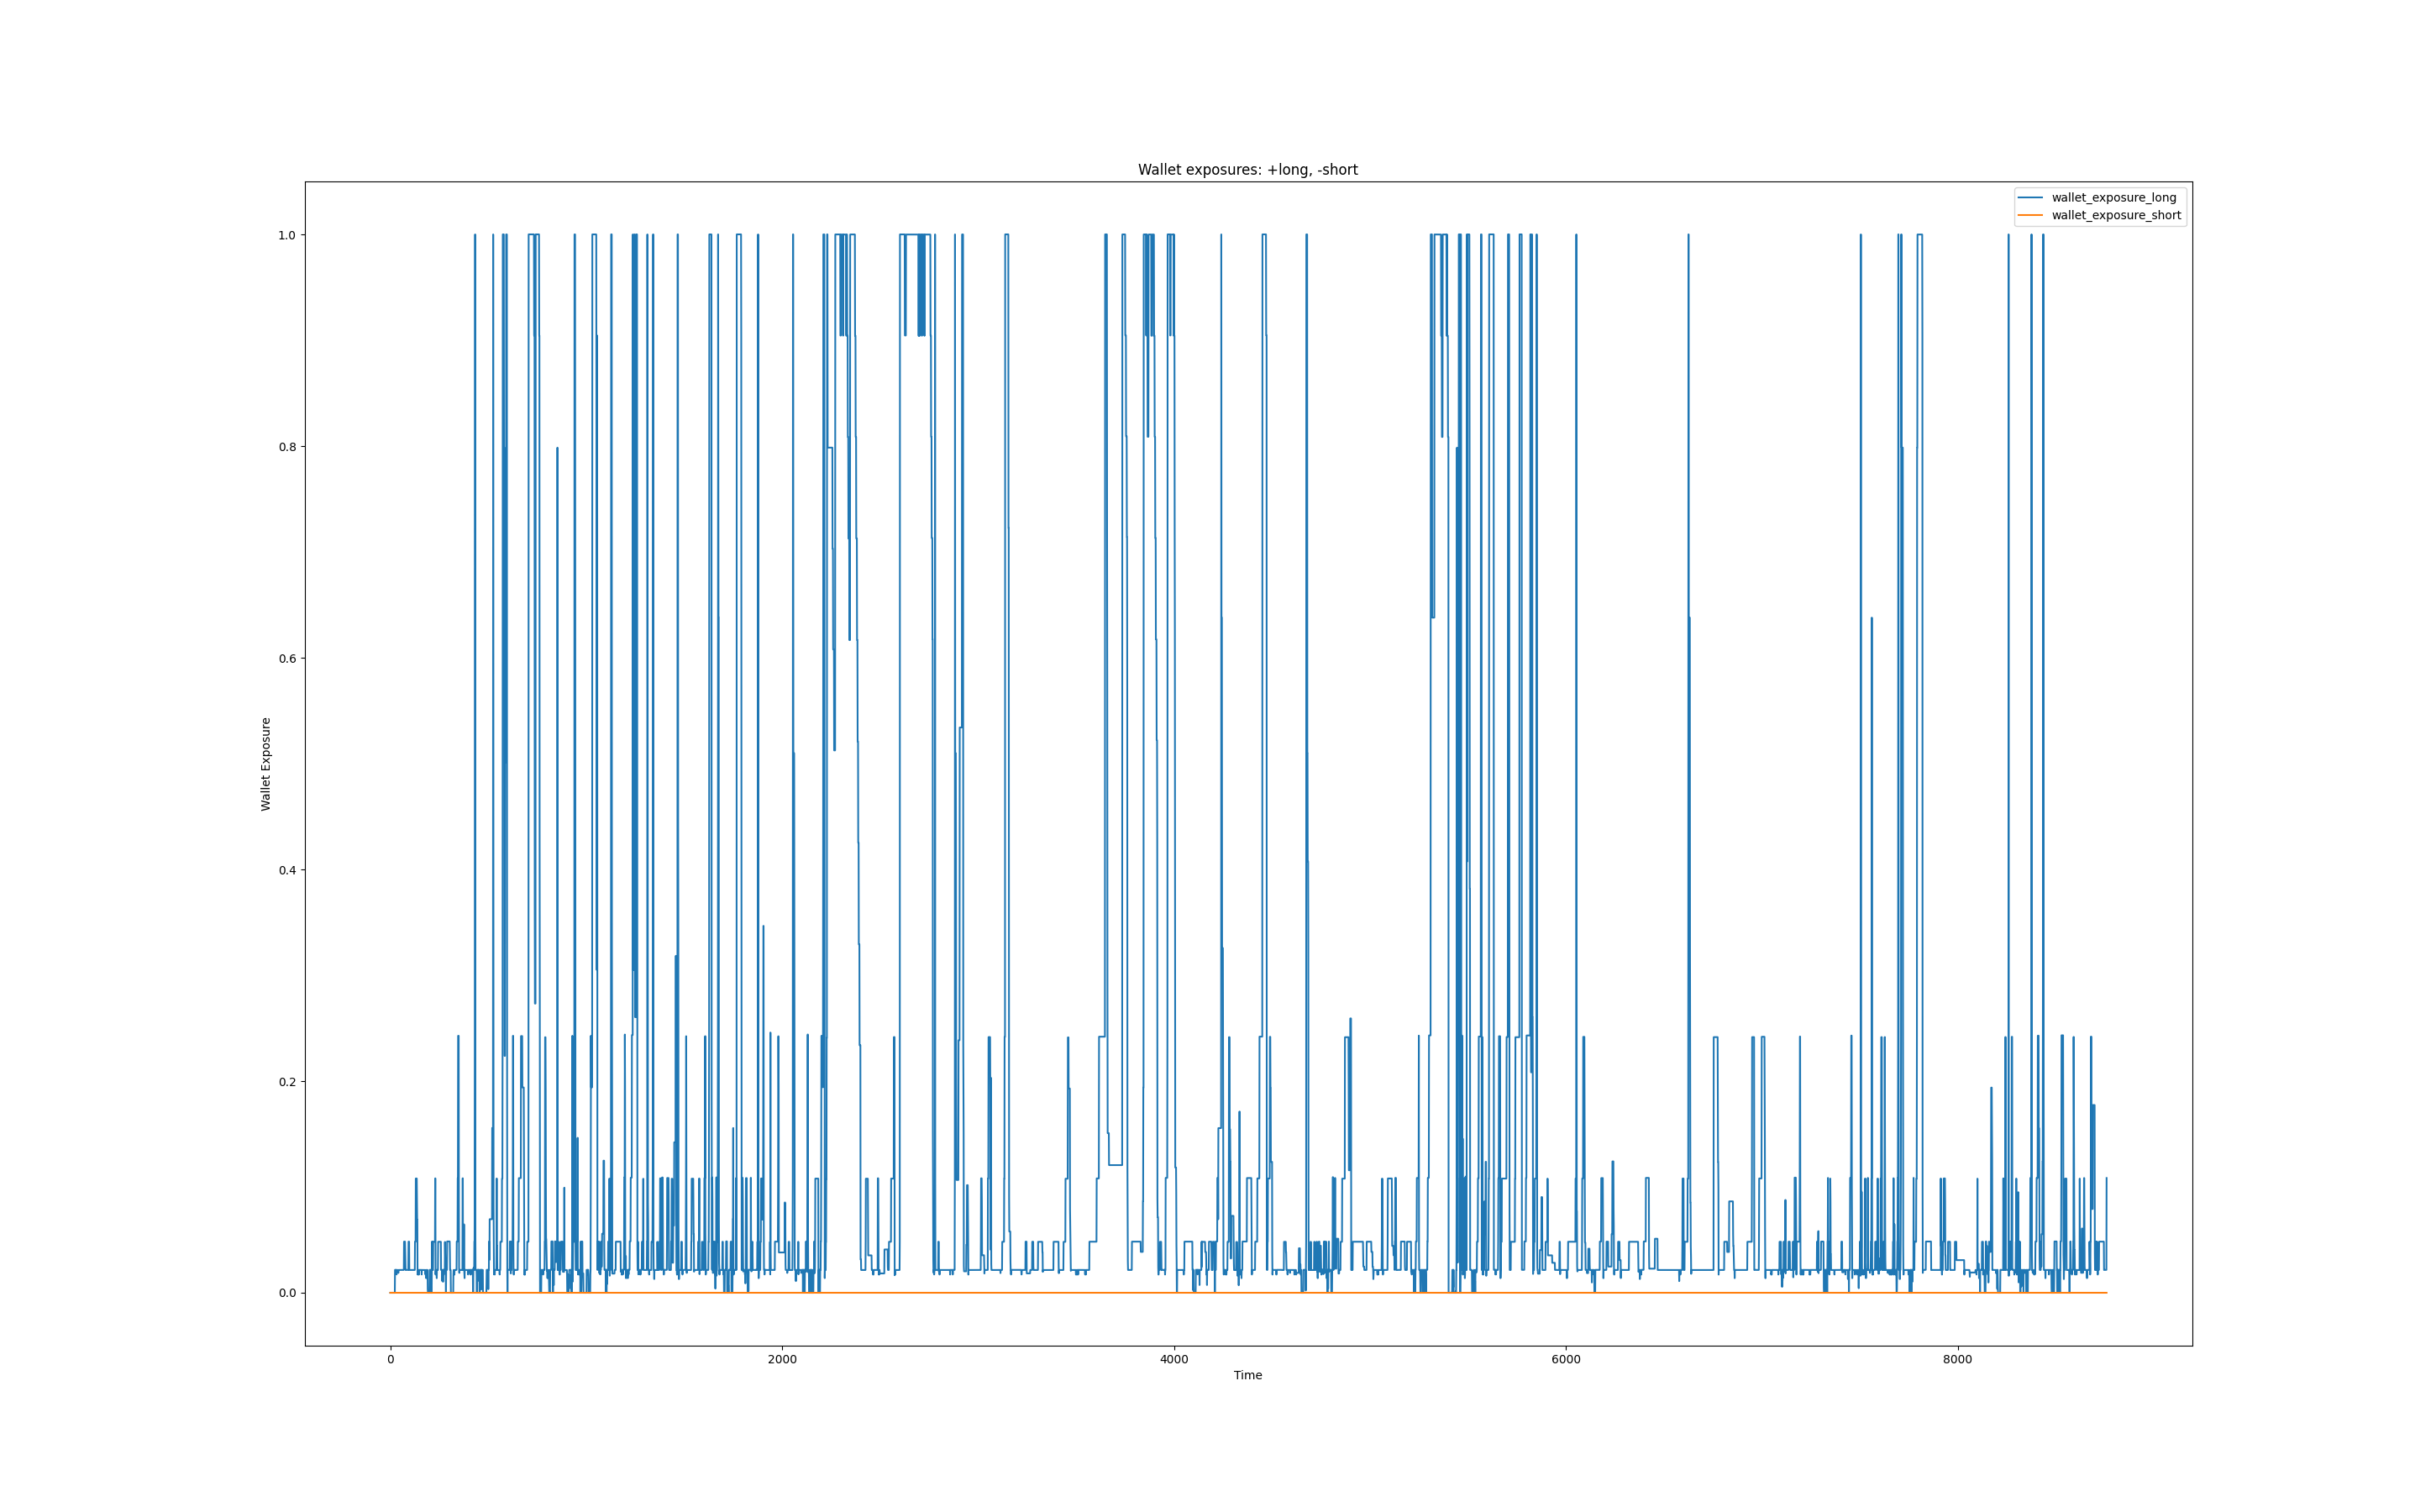 Wallet exposures: +long, -short
wallet_exposure_long
wallet_exposure_short
1.0
0.8
0.6
0.4
0.2
0.0
Wallet Exposure
0
2000
4000
6000
8000
Time